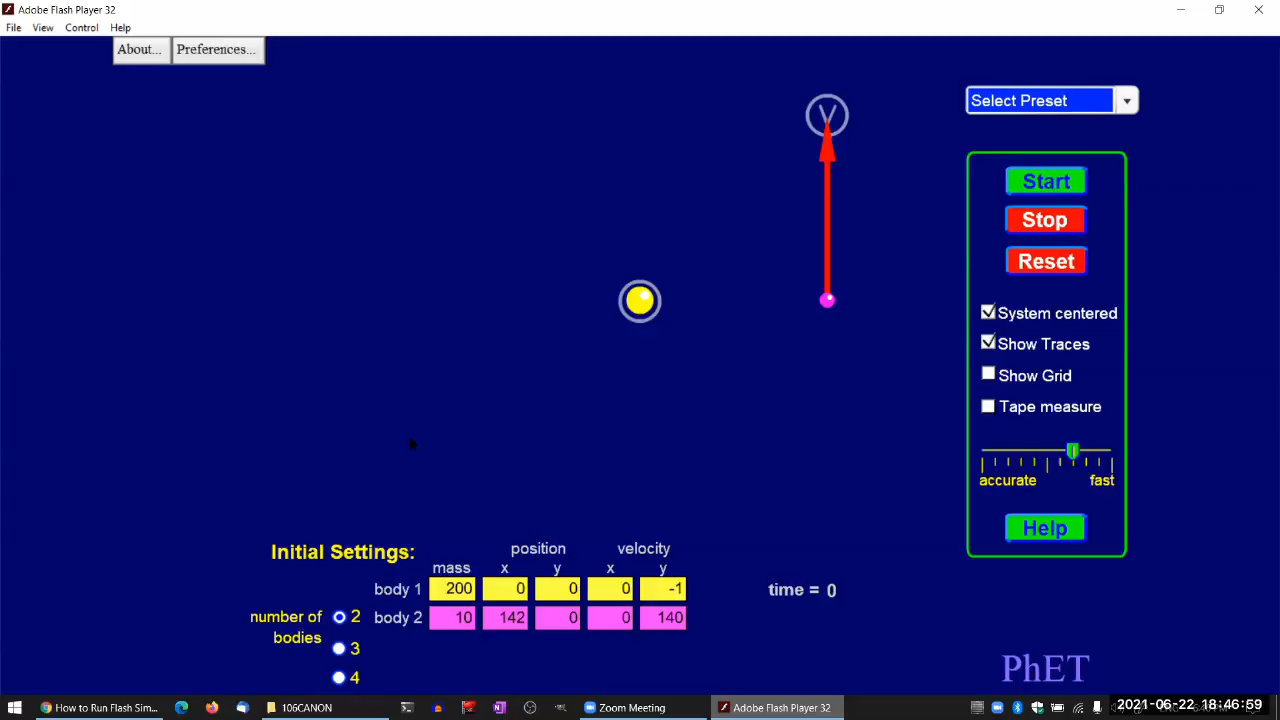 Adobe Flash Player 32
File View Control Help
About... Preferences...
V
Select Preset
Start
Stop
Reset
System centered
Show Traces
Show Grid
Tape measure
accurate fast
Help
Initial Settings:
position velocity
mass x y x y
body 1 200 0 0 0 -1
body 2 10 142 0 0 140
number of bodies
2
3
4
time = 0
PhET
How to Run Flash Sim...
106CANON
Zoom Meeting
Adobe Flash Player 32
2021-06-22 18:46:59